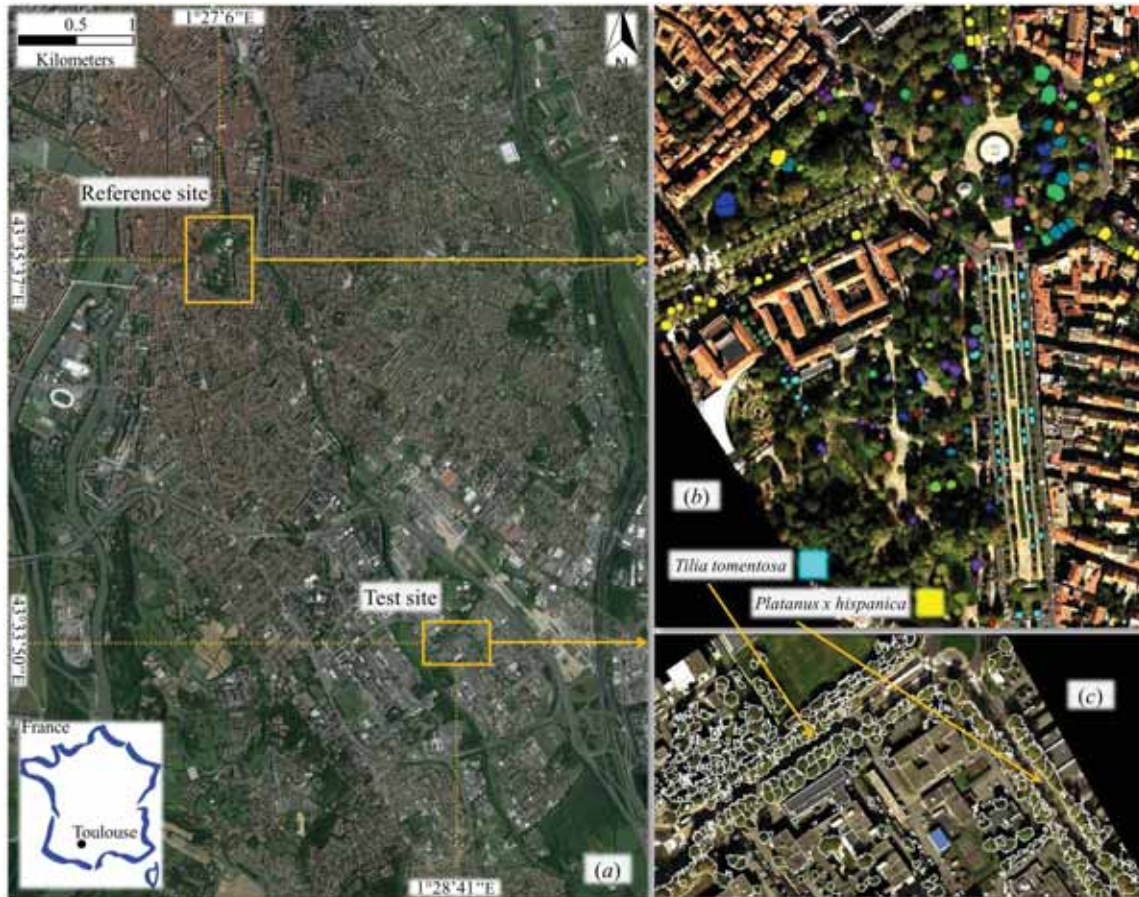 0.5 1
Kilometers
1°27'6"E
N
Reference site
43°35'37"E
Test site
43°33'50"E
France
Toulouse
1°28'41"E
(a)
(b)
Tilia tomentosa
Platanus x hispanica
(c)